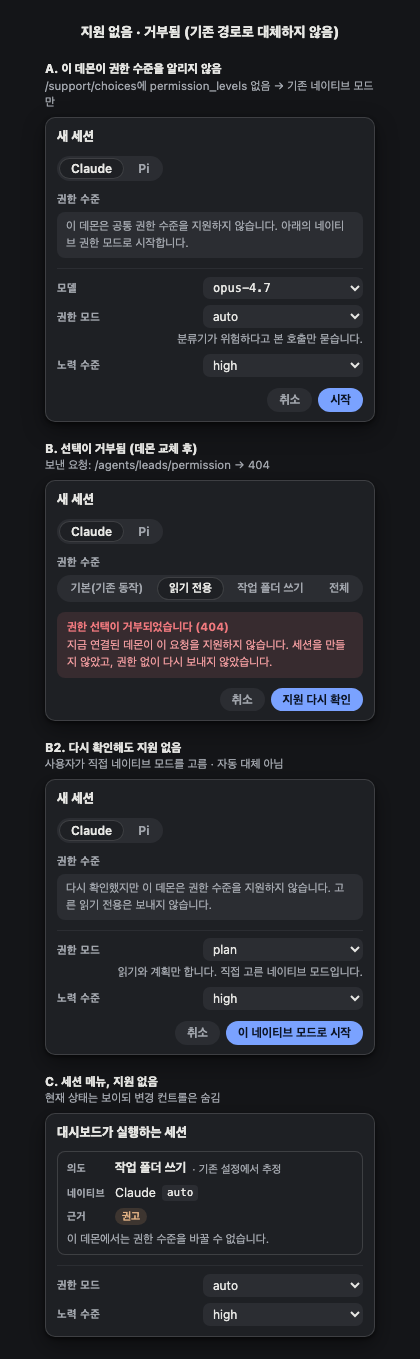 지원 없음 · 거부됨 (기존 경로로 대체하지 않음)
A. 이 데몬이 권한 수준을 알리지 않음
/support/choices에 permission_levels 없음 → 기존 네이티브 모드
만
새 세션
Claude Pi
권한 수준
이 데몬은 공통 권한 수준을 지원하지 않습니다. 아래의 네이티
브 권한 모드로 시작합니다.
모델 opus-4.7
권한 모드 auto
분류기가 위험하다고 본 호출만 묻습니다.
노력 수준 high
취소 시작
B. 선택이 거부됨 (데몬 교체 후)
보낸 요청: /agents/leads/permission → 404
새 세션
Claude Pi
권한 수준
기본(기존 동작) 읽기 전용 작업 폴더 쓰기 전체
권한 선택이 거부되었습니다 (404)
지금 연결된 데몬이 이 요청을 지원하지 않습니다. 세션을 만들
지 않았고, 권한 없이 다시 보내지 않았습니다.
취소 지원 다시 확인
B2. 다시 확인해도 지원 없음
사용자가 직접 네이티브 모드를 고름 · 자동 대체 아님
새 세션
Claude Pi
권한 수준
다시 확인했지만 이 데몬은 권한 수준을 지원하지 않습니다. 고
른 읽기 전용은 보내지 않습니다.
권한 모드 plan
읽기와 계획만 합니다. 직접 고른 네이티브 모드입니다.
노력 수준 high
취소 이 네이티브 모드로 시작
C. 세션 메뉴, 지원 없음
현재 상태는 보이되 변경 컨트롤은 숨김
대시보드가 실행하는 세션
의도 작업 폴더 쓰기 · 기존 설정에서 추정
네이티브 Claude auto
근거 권고
이 데몬에서는 권한 수준을 바꿀 수 없습니다.
권한 모드 auto
노력 수준 high